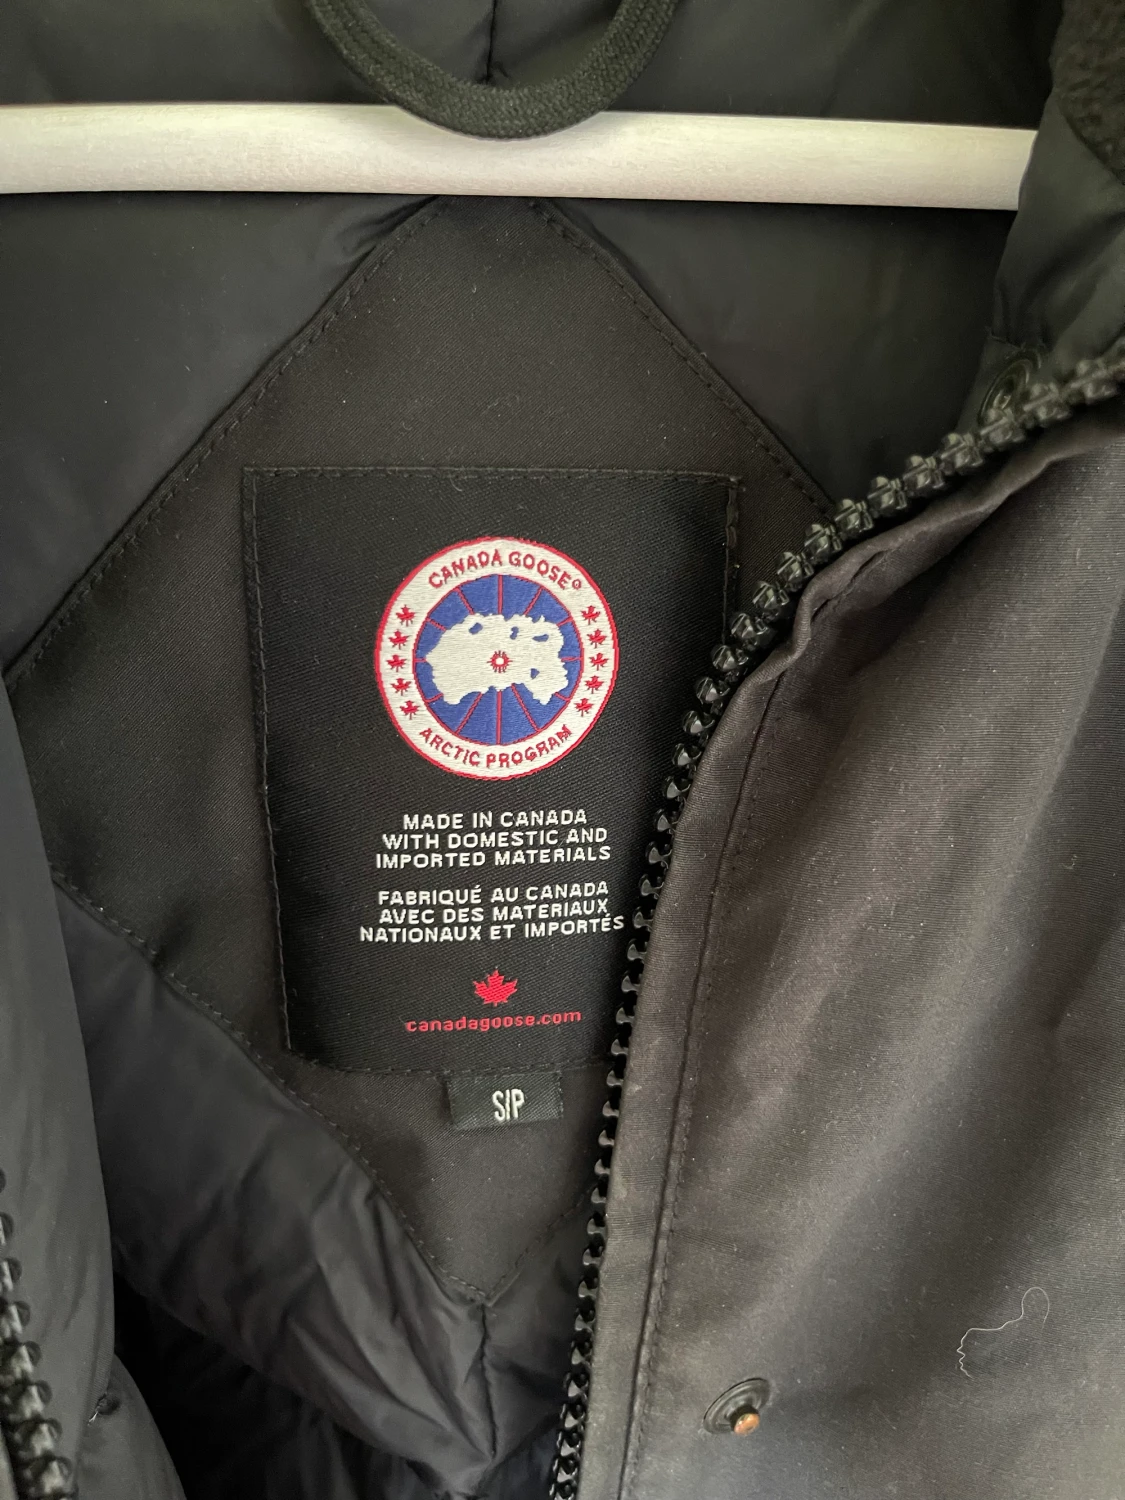 CANADA GOOSE®
ARCTIC PROGRAM
MADE IN CANADA
WITH DOMESTIC AND
IMPORTED MATERIALS
FABRIQUÉ AU CANADA
AVEC DES MATERIAUX
NATIONAUX ET IMPORTÉS
canadagoose.com
S/P